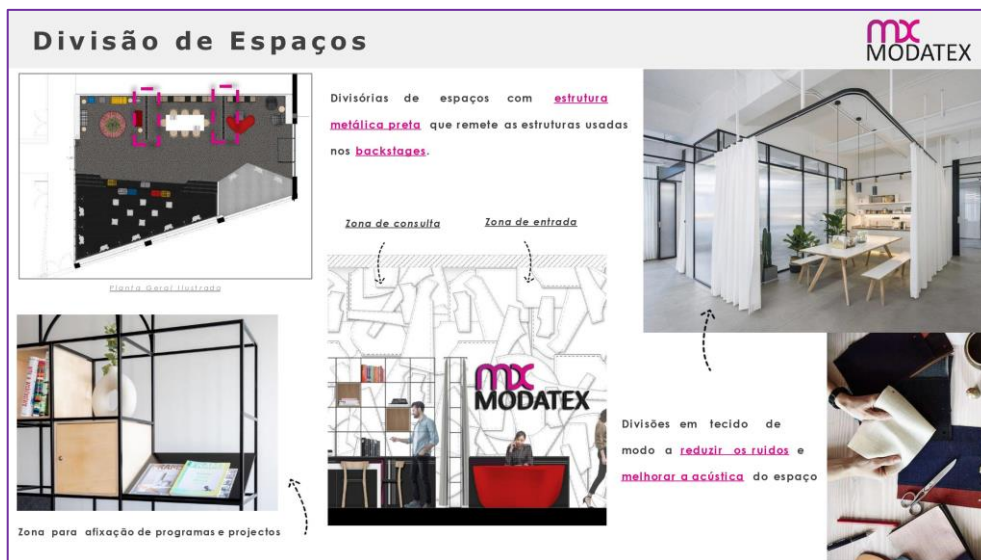 Divisão de Espaços
mx
MODATEX
Divisórias de espaços com estrutura
metálica preta que remete as estruturas usadas
nos backstages.
Zona de consulta
Zona de entrada
Planta Geral Ilustrada
mx
MODATEX
Divisões em tecido de
modo a reduzir os ruidos e
melhorar a acústica do espaço
Zona para afixação de programas e projectos